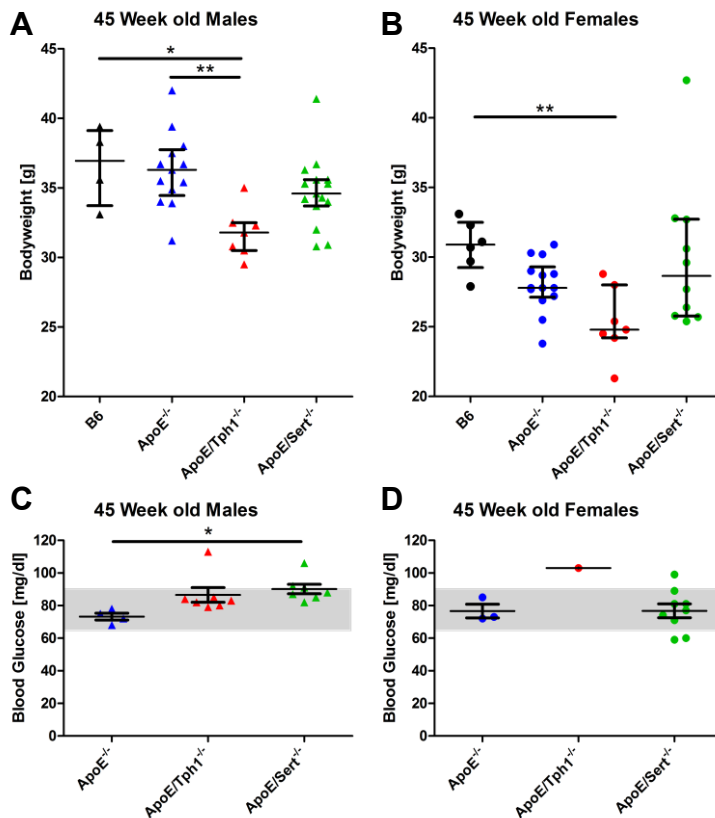 A
45 Week old Males
*
**
45
40
35
30
25
20
Bodyweight [g]
B6
ApoE-/-
ApoE/Tph1-/-
ApoE/Sert-/-
B
45 Week old Females
**
45
40
35
30
25
20
Bodyweight [g]
B6
ApoE-/-
ApoE/Tph1-/-
ApoE/Sert-/-
C
45 Week old Males
*
120
100
80
60
40
20
0
Blood Glucose [mg/dl]
ApoE-/-
ApoE/Tph1-/-
ApoE/Sert-/-
D
45 Week old Females
120
100
80
60
40
20
0
Blood Glucose [mg/dl]
ApoE-/-
ApoE/Tph1-/-
ApoE/Sert-/-